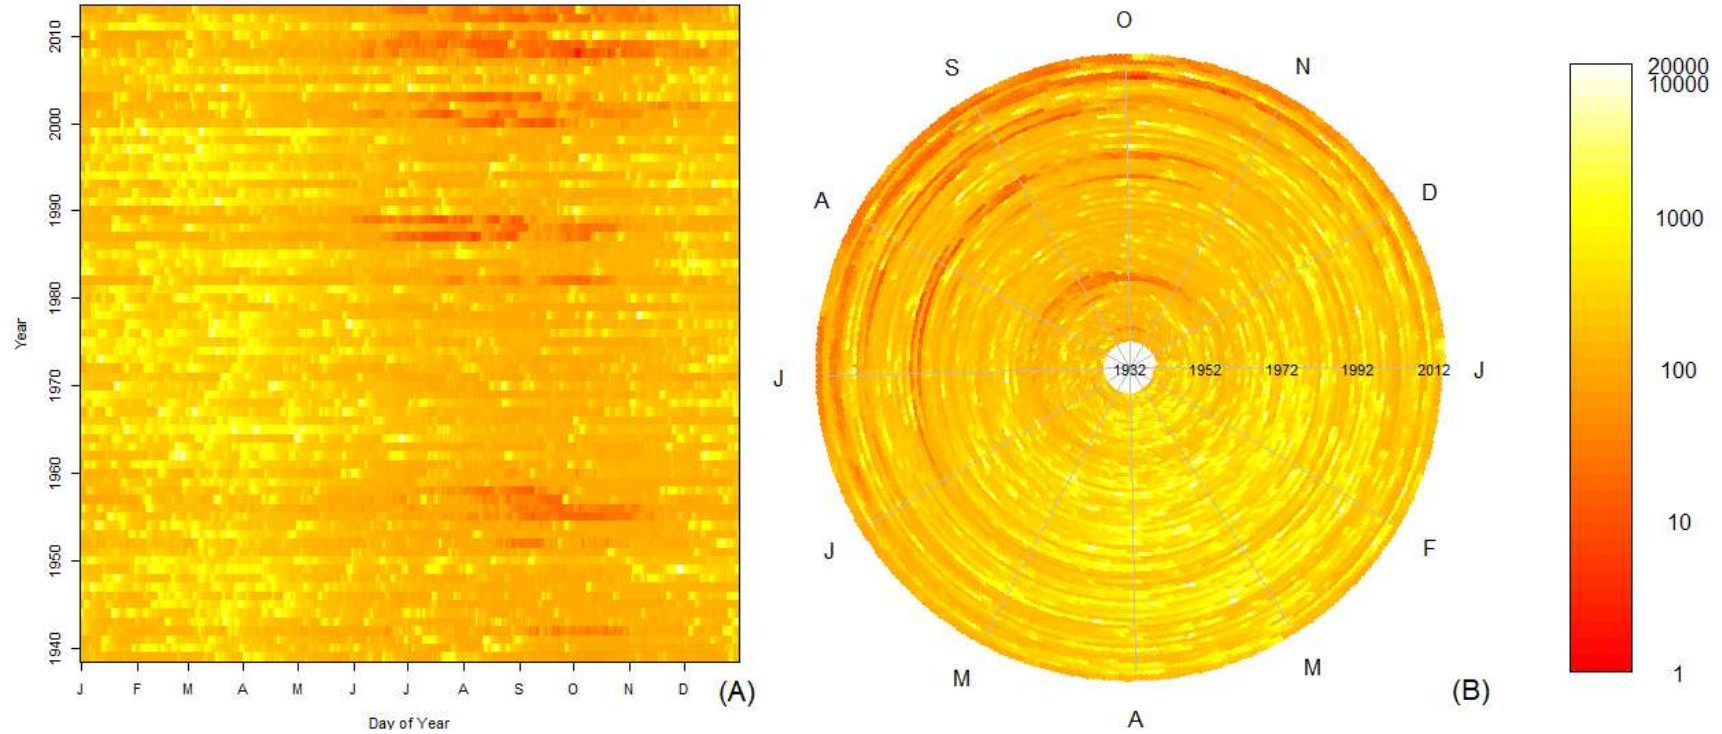 2010
2000
1990
1980
1970
1960
1950
1940
Year
J F M A M J J A S O N D
Day of Year
(A)
O
N
D
J
F
M
A
M
J
J
A
S
1932 1952 1972 1992 2012
(B)
20000
10000
1000
100
10
1